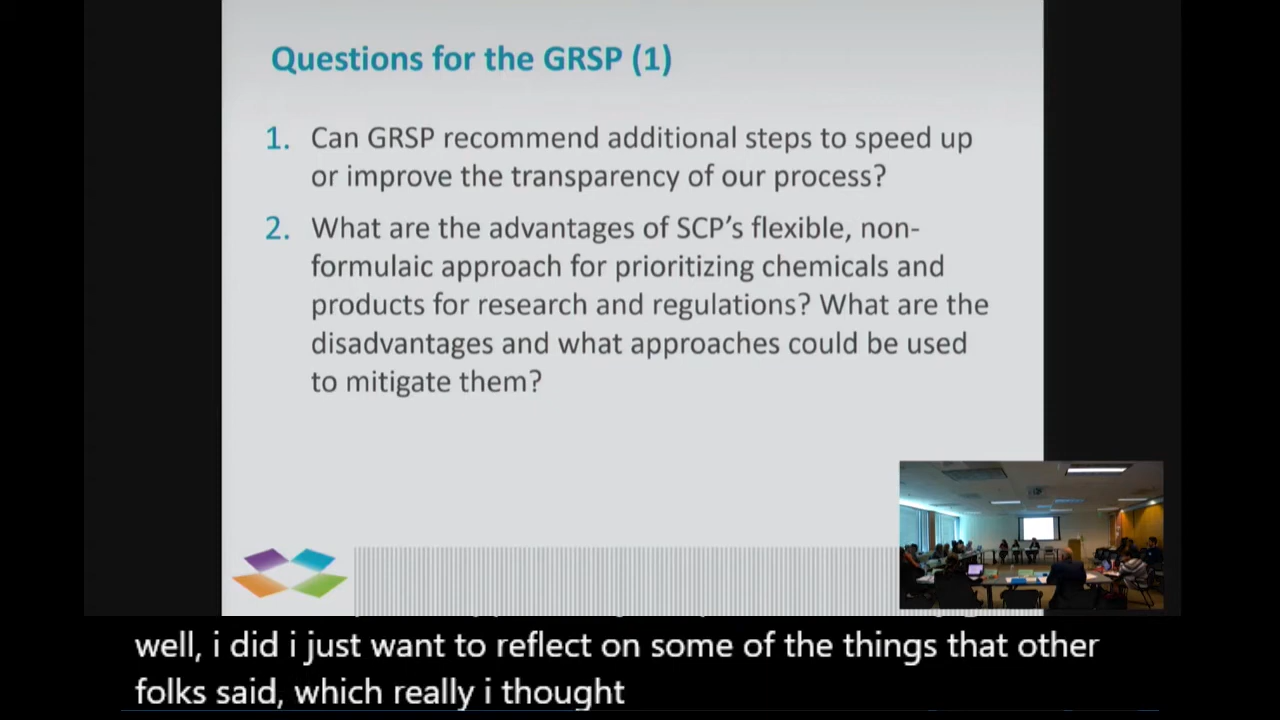 Questions for the GRSP (1)
1. Can GRSP recommend additional steps to speed up
or improve the transparency of our process?
2. What are the advantages of SCP's flexible, non-
formulaic approach for prioritizing chemicals and
products for research and regulations? What are the
disadvantages and what approaches could be used
to mitigate them?
well, i did i just want to reflect on some of the things that other
folks said, which really i thought